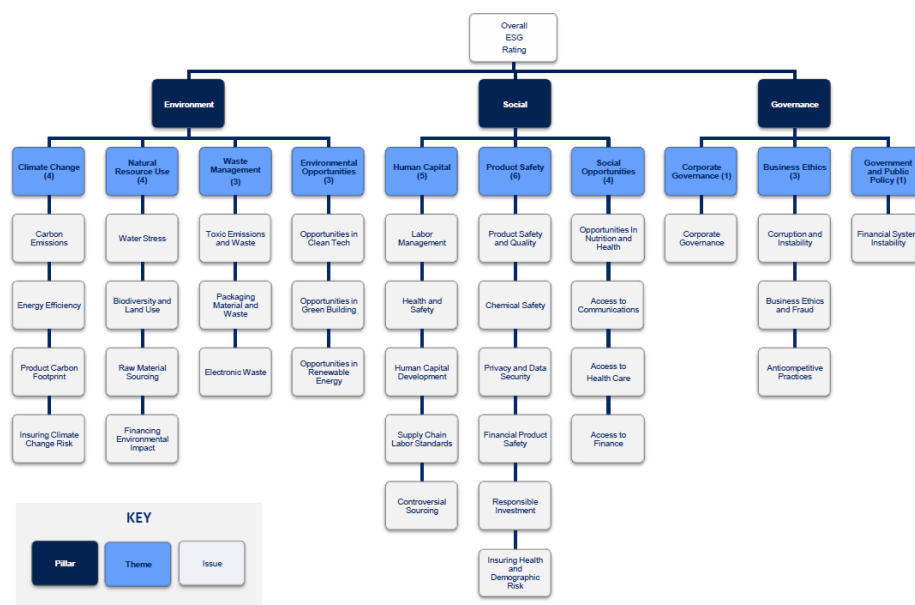 Overall
ESG
Rating
Environment
Social
Governance
Climate Change
(4)
Natural
Resource Use
(4)
Waste
Management
(3)
Environmental
Opportunities
(3)
Human Capital
(5)
Product Safety
(6)
Social
Opportunities
(4)
Corporate
Governance (1)
Business Ethics
(3)
Government
and Public
Policy (1)
Carbon
Emissions
Water Stress
Toxic Emissions
and Waste
Opportunities in
Clean Tech
Labor
Management
Product Safety
and Quality
Opportunities In
Nutrition and
Health
Corporate
Governance
Corruption and
Instability
Financial System
Instability
Energy Efficiency
Biodiversity and
Land Use
Packaging
Material and
Waste
Opportunities in
Green Building
Health and
Safety
Chemical Safety
Access to
Communications
Business Ethics
and Fraud
Product Carbon
Footprint
Raw Material
Sourcing
Electronic Waste
Opportunities in
Renewable
Energy
Human Capital
Development
Privacy and Data
Security
Access to
Health Care
Anticompetitive
Practices
Insuring Climate
Change Risk
Financing
Environmental
Impact
Supply Chain
Labor Standards
Financial Product
Safety
Access to
Finance
Controversial
Sourcing
Responsible
Investment
Insuring Health
and
Demographic
Risk
KEY
Pillar
Theme
Issue